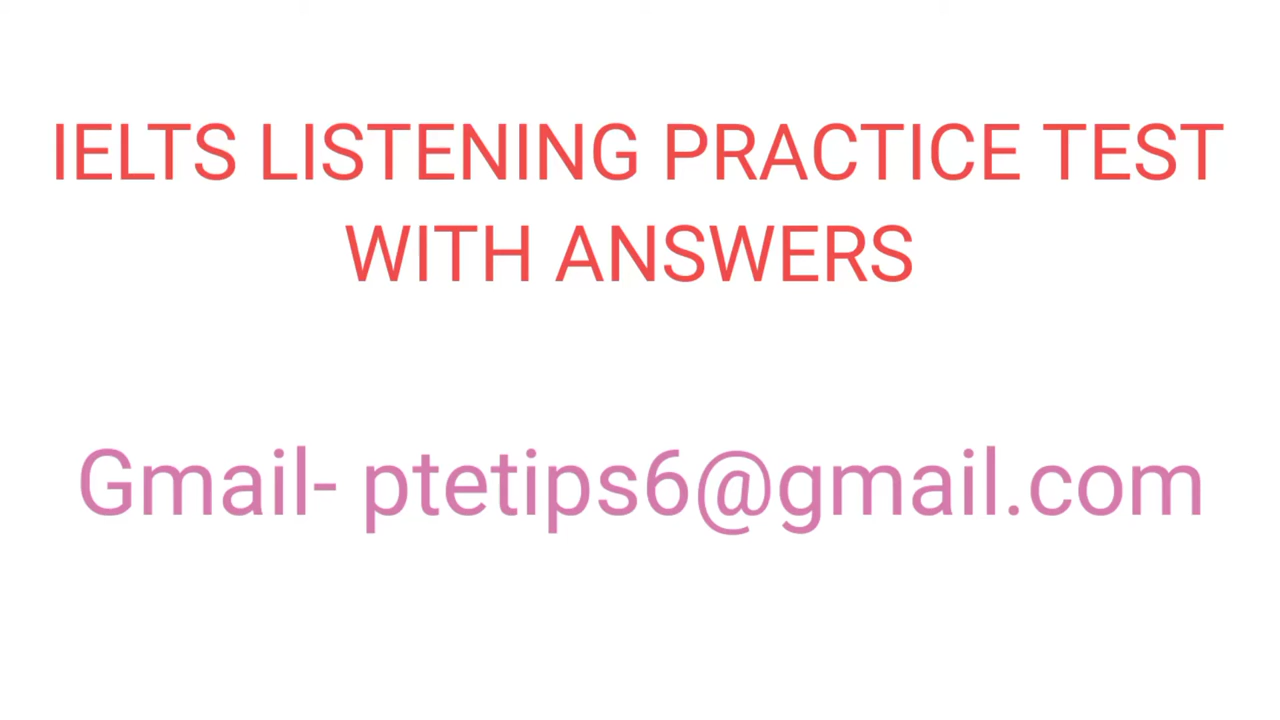 IELTS LISTENING PRACTICE TEST
WITH ANSWERS
Gmail- ptetips6@gmail.com